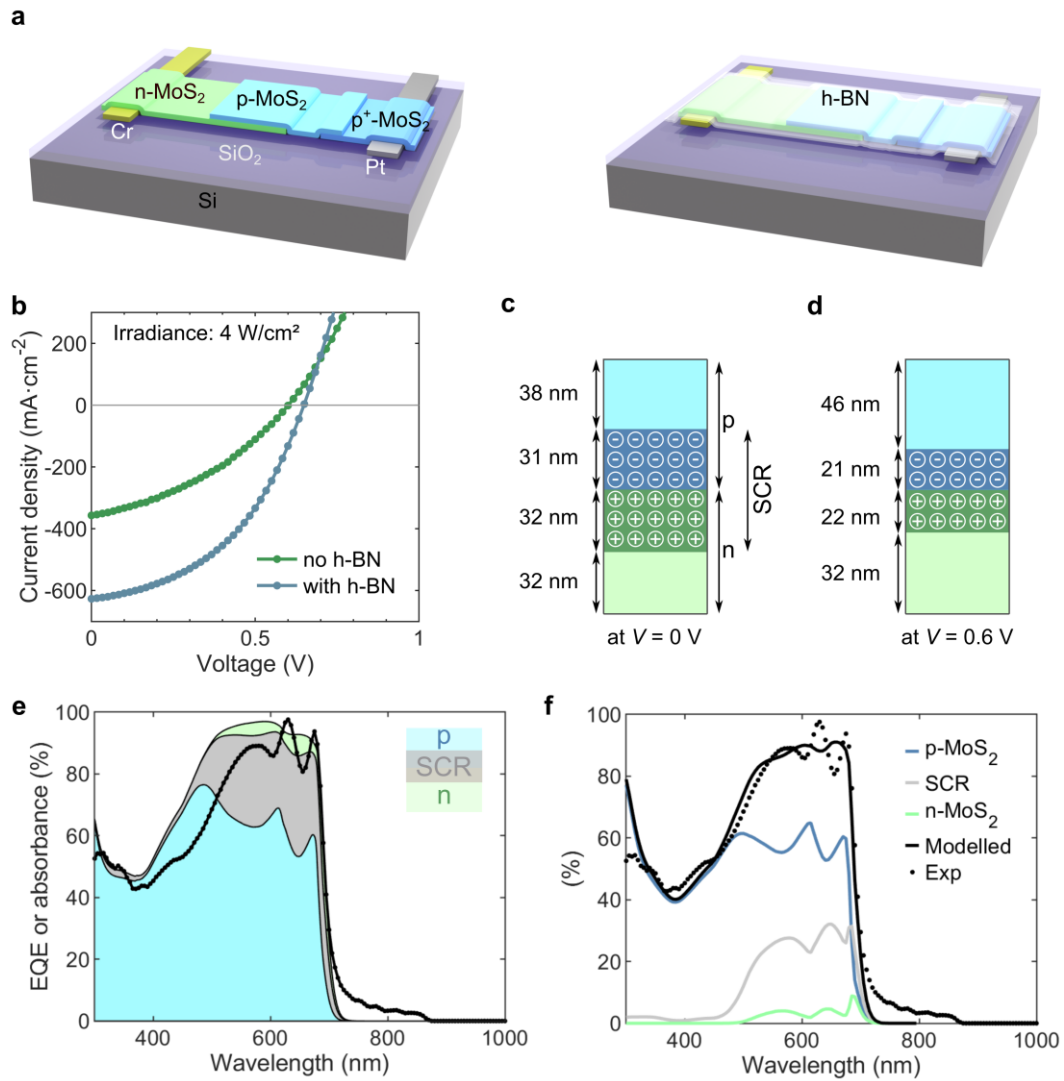 a
n-MoS₂
p-MoS₂
p⁺-MoS₂
Cr
SiO₂
Pt
Si
h-BN
b
Irradiance: 4 W/cm²
Current density (mA·cm⁻²)
200
0
-200
-400
-600
no h-BN
with h-BN
0
0.5
1
Voltage (V)
c
38 nm
31 nm
32 nm
32 nm
p
n
SCR
at V = 0 V
d
46 nm
21 nm
22 nm
32 nm
at V = 0.6 V
e
EQE or absorbance (%)
100
80
60
40
20
0
p
SCR
n
400
600
800
1000
Wavelength (nm)
f
(%)
100
80
60
40
20
0
p-MoS₂
SCR
n-MoS₂
Modelled
Exp
400
600
800
1000
Wavelength (nm)